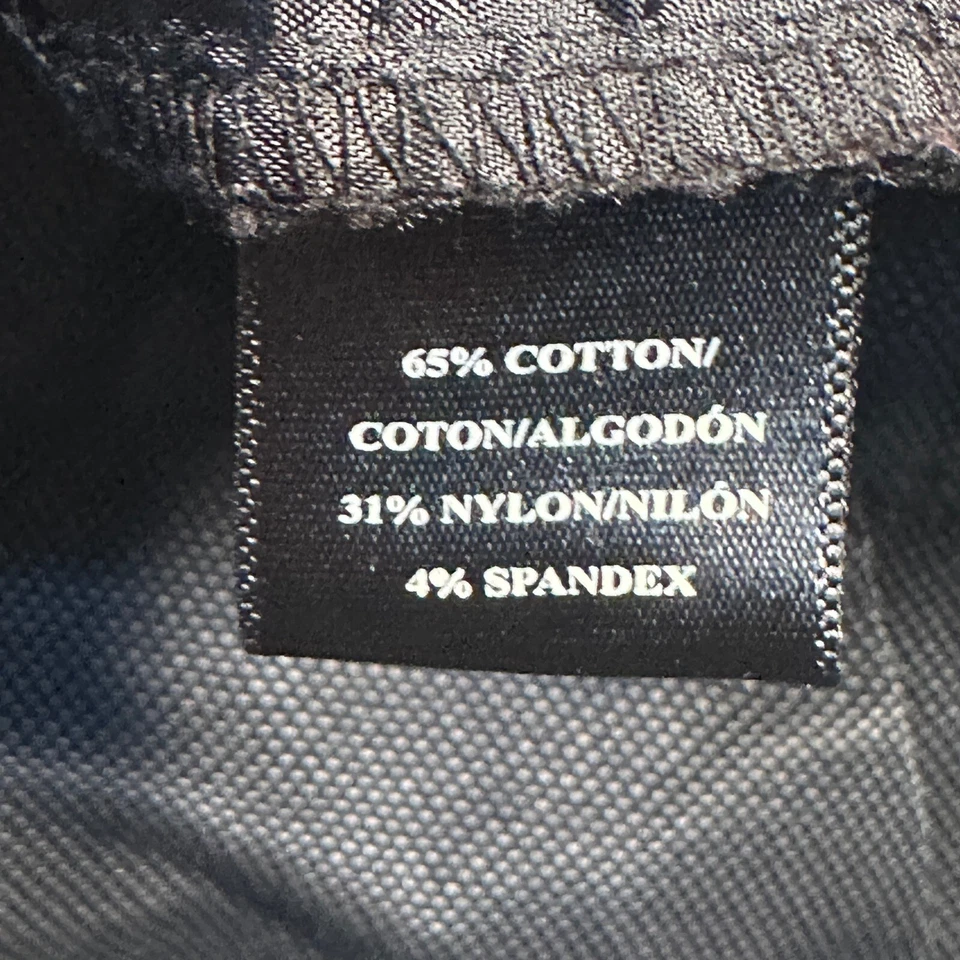 65% COTTON/
COTON/ALGODÓN
31% NYLON/NILÓN
4% SPANDEX